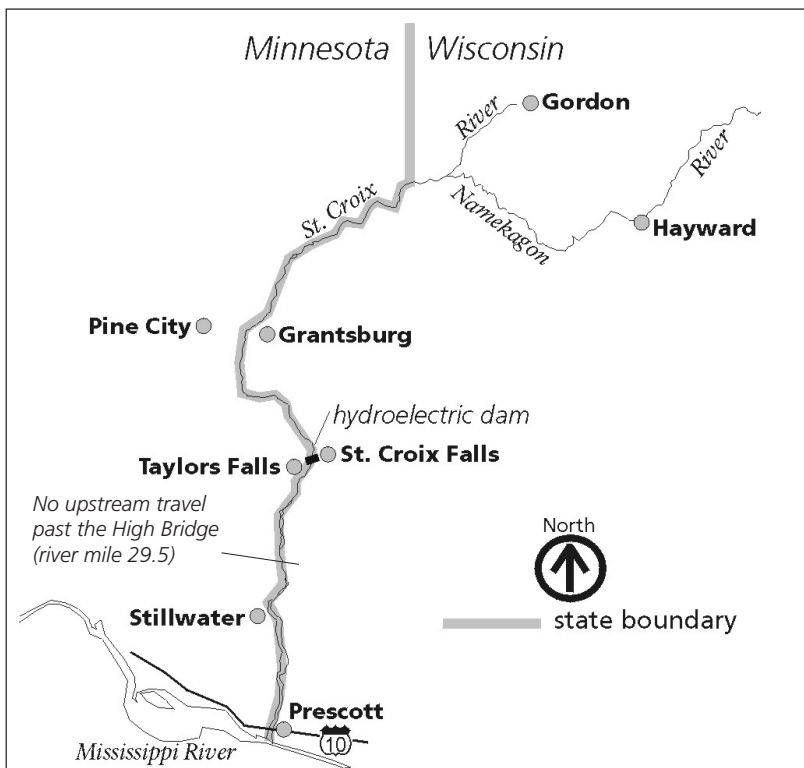 Minnesota
Wisconsin
Gordon
River
River
St. Croix
Namekagon
Hayward
Pine City
Grantsburg
hydroelectric dam
St. Croix Falls
Taylors Falls
No upstream travel
past the High Bridge
(river mile 29.5)
North
Stillwater
state boundary
Prescott
10
Mississippi River